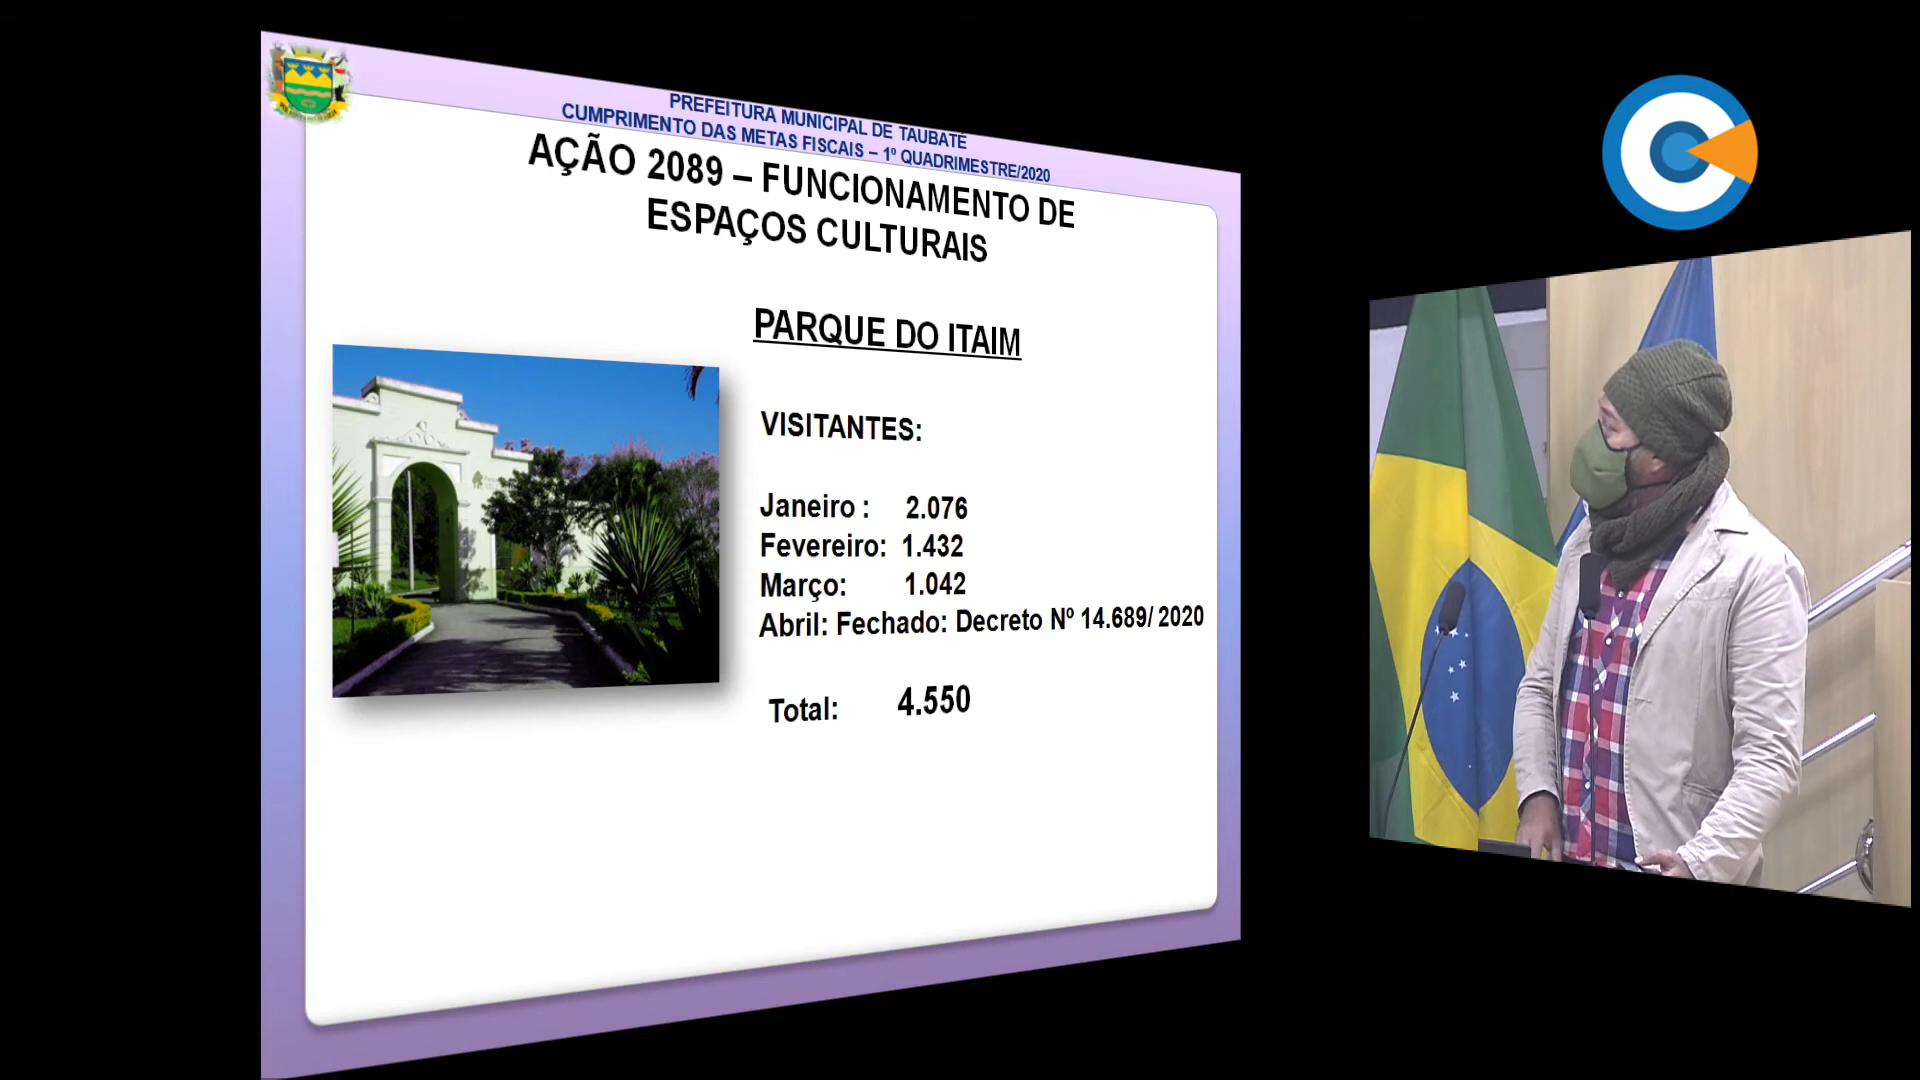 PREFEITURA MUNICIPAL DE TAUBATÉ
CUMPRIMENTO DAS METAS FISCAIS – 1º QUADRIMESTRE/2020
AÇÃO 2089 – FUNCIONAMENTO DE
ESPAÇOS CULTURAIS
PARQUE DO ITAIM
VISITANTES:
Janeiro : 2.076
Fevereiro: 1.432
Março: 1.042
Abril: Fechado: Decreto Nº 14.689/ 2020
Total: 4.550